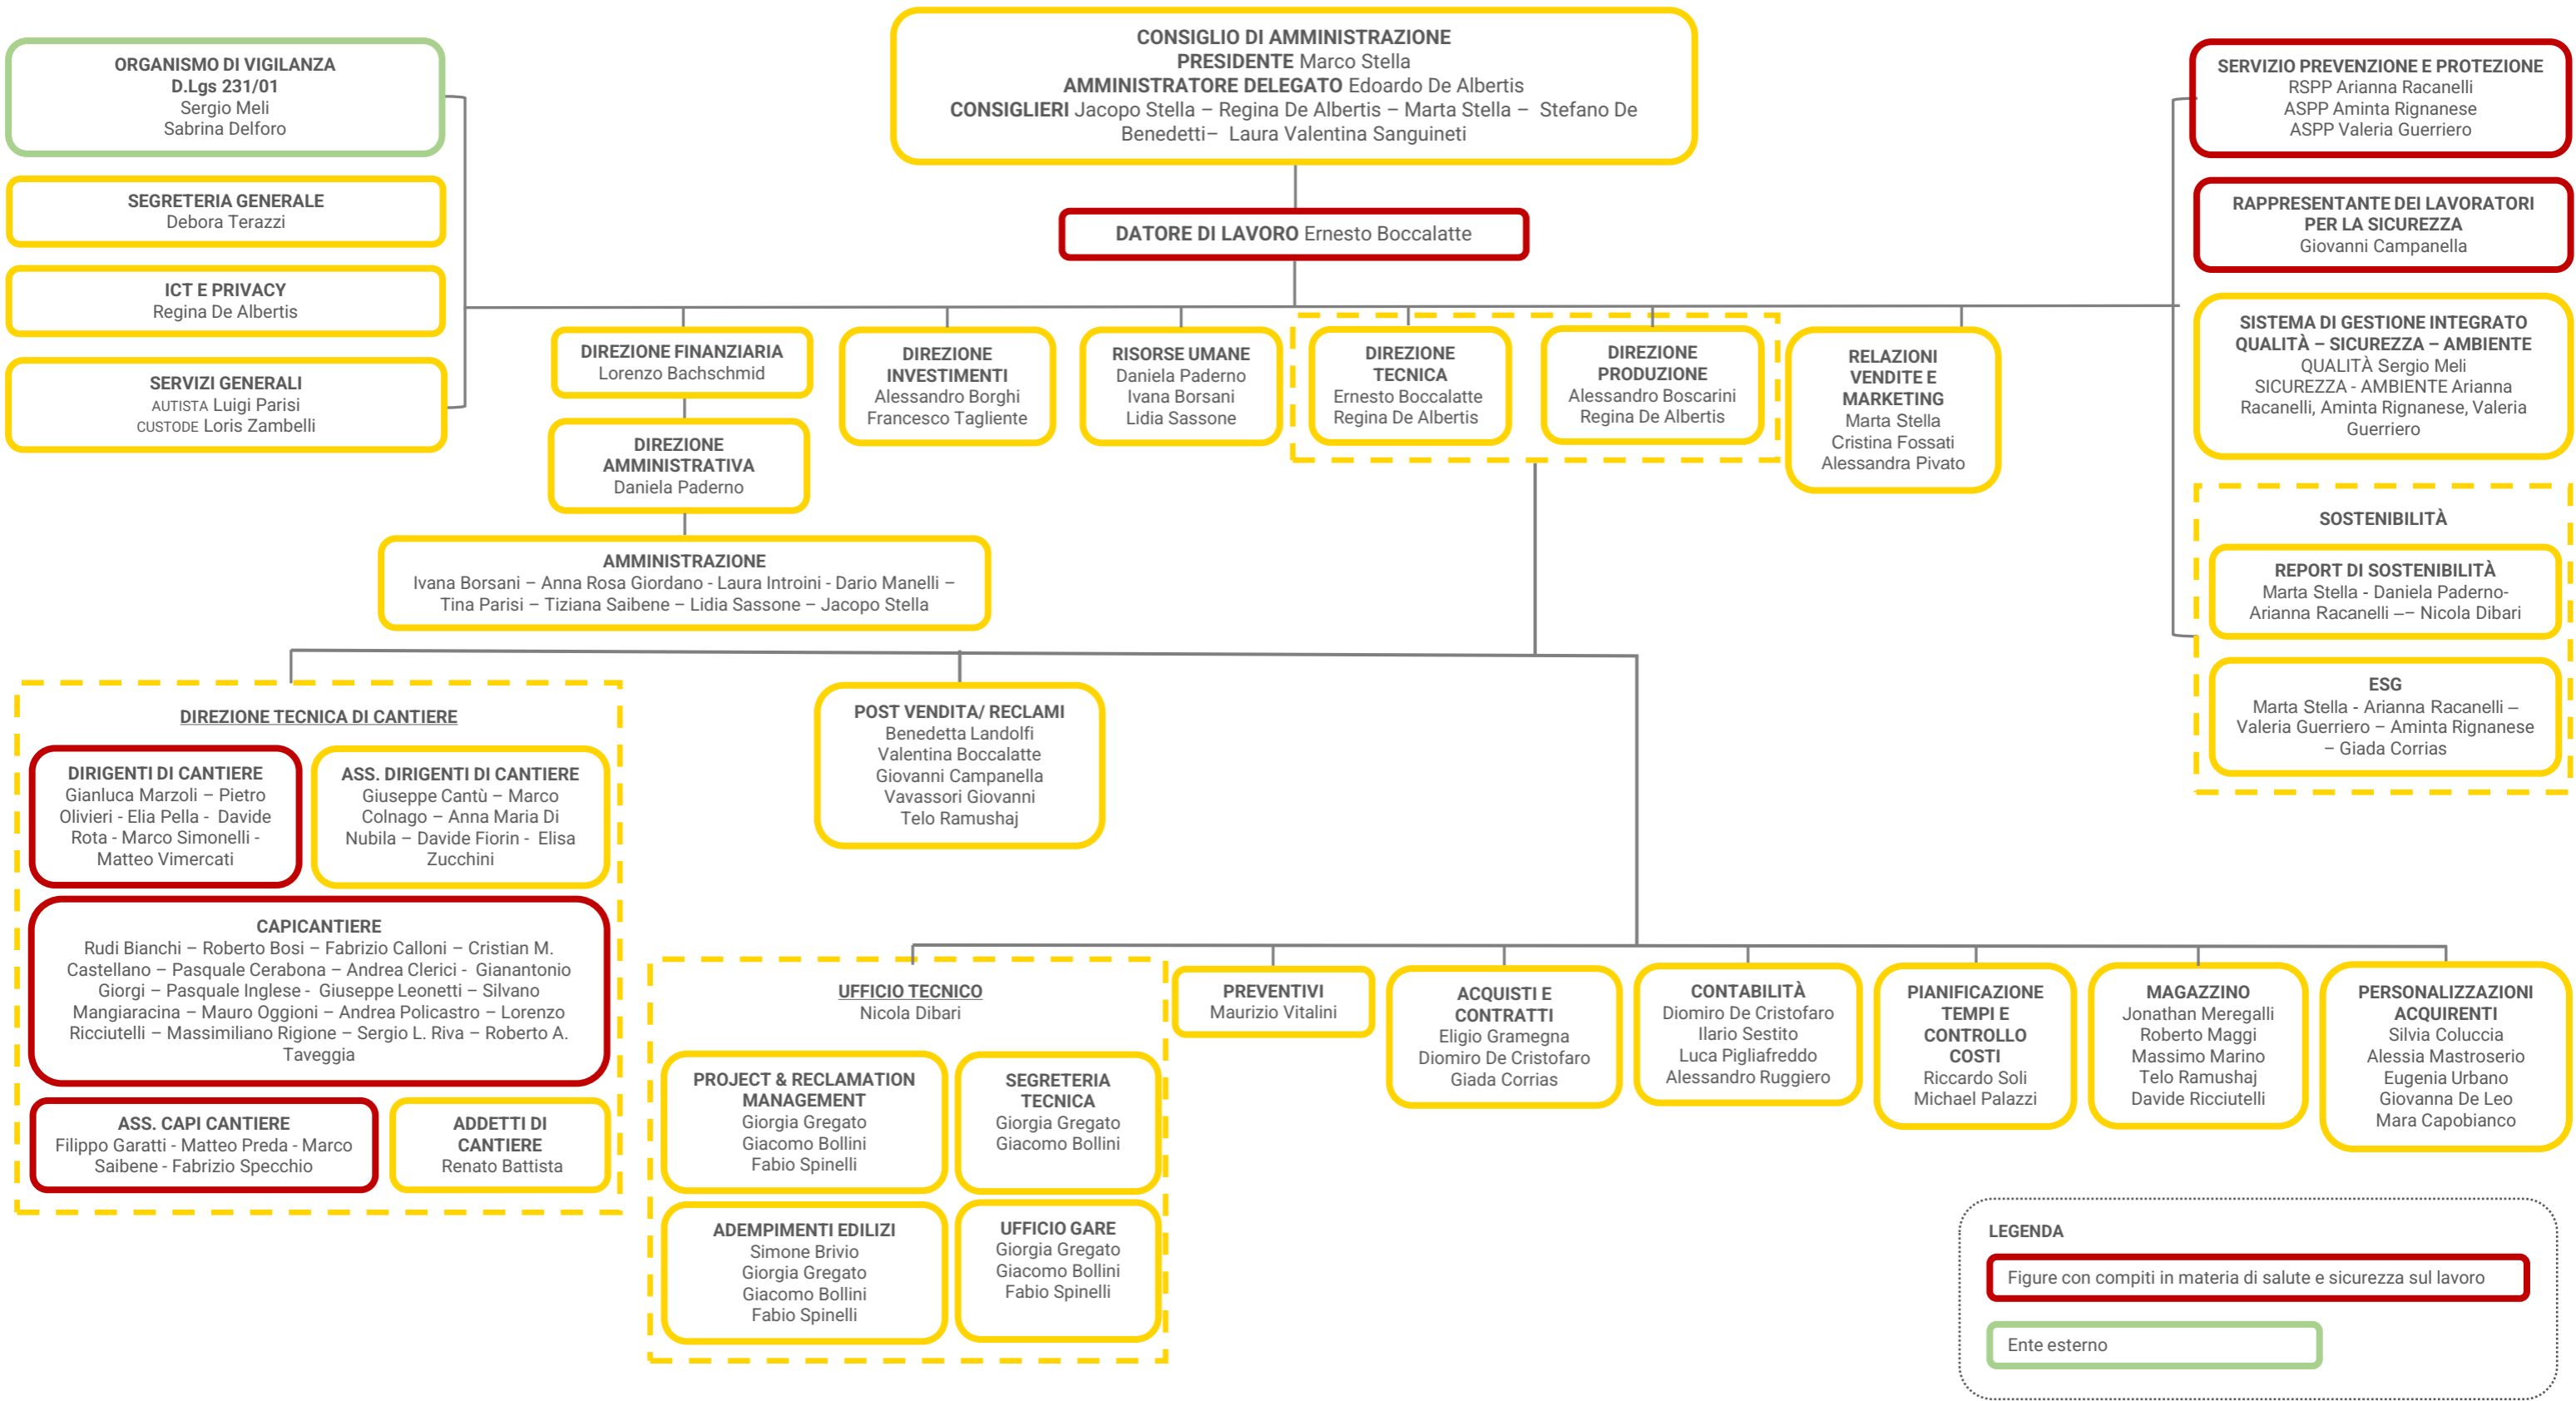 CONSIGLIO DI AMMINISTRAZIONE
PRESIDENTE Marco Stella
AMMINISTRATORE DELEGATO Edoardo De Albertis
CONSIGLIERI Jacopo Stella – Regina De Albertis – Marta Stella – Stefano De
Benedetti– Laura Valentina Sanguineti
DATORE DI LAVORO Ernesto Boccalatte
ORGANISMO DI VIGILANZA
D.Lgs 231/01
Sergio Meli
Sabrina Delforo
SEGRETERIA GENERALE
Debora Terazzi
ICT E PRIVACY
Regina De Albertis
SERVIZI GENERALI
AUTISTA Luigi Parisi
CUSTODE Loris Zambelli
SERVIZIO PREVENZIONE E PROTEZIONE
RSPP Arianna Racanelli
ASPP Aminta Rignanese
ASPP Valeria Guerriero
RAPPRESENTANTE DEI LAVORATORI
PER LA SICUREZZA
Giovanni Campanella
SISTEMA DI GESTIONE INTEGRATO
QUALITÀ – SICUREZZA – AMBIENTE
QUALITÀ Sergio Meli
SICUREZZA - AMBIENTE Arianna
Racanelli, Aminta Rignanese, Valeria
Guerriero
SOSTENIBILITÀ
REPORT DI SOSTENIBILITÀ
Marta Stella - Daniela Paderno-
Arianna Racanelli –– Nicola Dibari
ESG
Marta Stella - Arianna Racanelli –
Valeria Guerriero – Aminta Rignanese
– Giada Corrias
DIREZIONE FINANZIARIA
Lorenzo Bachschmid
DIREZIONE
AMMINISTRATIVA
Daniela Paderno
AMMINISTRAZIONE
Ivana Borsani – Anna Rosa Giordano - Laura Introini - Dario Manelli –
Tina Parisi – Tiziana Saibene – Lidia Sassone – Jacopo Stella
DIREZIONE
INVESTIMENTI
Alessandro Borghi
Francesco Tagliente
RISORSE UMANE
Daniela Paderno
Ivana Borsani
Lidia Sassone
DIREZIONE
TECNICA
Ernesto Boccalatte
Regina De Albertis
DIREZIONE
PRODUZIONE
Alessandro Boscarini
Regina De Albertis
RELAZIONI
VENDITE E
MARKETING
Marta Stella
Cristina Fossati
Alessandra Pivato
DIREZIONE TECNICA DI CANTIERE
DIRIGENTI DI CANTIERE
Gianluca Marzoli – Pietro
Olivieri - Elia Pella - Davide
Rota - Marco Simonelli -
Matteo Vimercati
ASS. DIRIGENTI DI CANTIERE
Giuseppe Cantù – Marco
Colnago – Anna Maria Di
Nubila – Davide Fiorin - Elisa
Zucchini
CAPICANTIERE
Rudi Bianchi – Roberto Bosi – Fabrizio Calloni – Cristian M.
Castellano – Pasquale Cerabona – Andrea Clerici - Gianantonio
Giorgi – Pasquale Inglese - Giuseppe Leonetti – Silvano
Mangiaracina – Mauro Oggioni – Andrea Policastro – Lorenzo
Ricciutelli – Massimiliano Rigione – Sergio L. Riva – Roberto A.
Taveggia
ASS. CAPI CANTIERE
Filippo Garatti - Matteo Preda - Marco
Saibene - Fabrizio Specchio
ADDETTI DI
CANTIERE
Renato Battista
POST VENDITA/ RECLAMI
Benedetta Landolfi
Valentina Boccalatte
Giovanni Campanella
Vavassori Giovanni
Telo Ramushaj
UFFICIO TECNICO
Nicola Dibari
PROJECT & RECLAMATION
MANAGEMENT
Giorgia Gregato
Giacomo Bollini
Fabio Spinelli
SEGRETERIA
TECNICA
Giorgia Gregato
Giacomo Bollini
ADEMPIMENTI EDILIZI
Simone Brivio
Giorgia Gregato
Giacomo Bollini
Fabio Spinelli
UFFICIO GARE
Giorgia Gregato
Giacomo Bollini
Fabio Spinelli
PREVENTIVI
Maurizio Vitalini
ACQUISTI E
CONTRATTI
Eligio Gramegna
Diomiro De Cristofaro
Giada Corrias
CONTABILITÀ
Diomiro De Cristofaro
Ilario Sestito
Luca Pigliafreddo
Alessandro Ruggiero
PIANIFICAZIONE
TEMPI E
CONTROLLO
COSTI
Riccardo Soli
Michael Palazzi
MAGAZZINO
Jonathan Meregalli
Roberto Maggi
Massimo Marino
Telo Ramushaj
Davide Ricciutelli
PERSONALIZZAZIONI
ACQUIRENTI
Silvia Coluccia
Alessia Mastroserio
Eugenia Urbano
Giovanna De Leo
Mara Capobianco
LEGENDA
Figure con compiti in materia di salute e sicurezza sul lavoro
Ente esterno